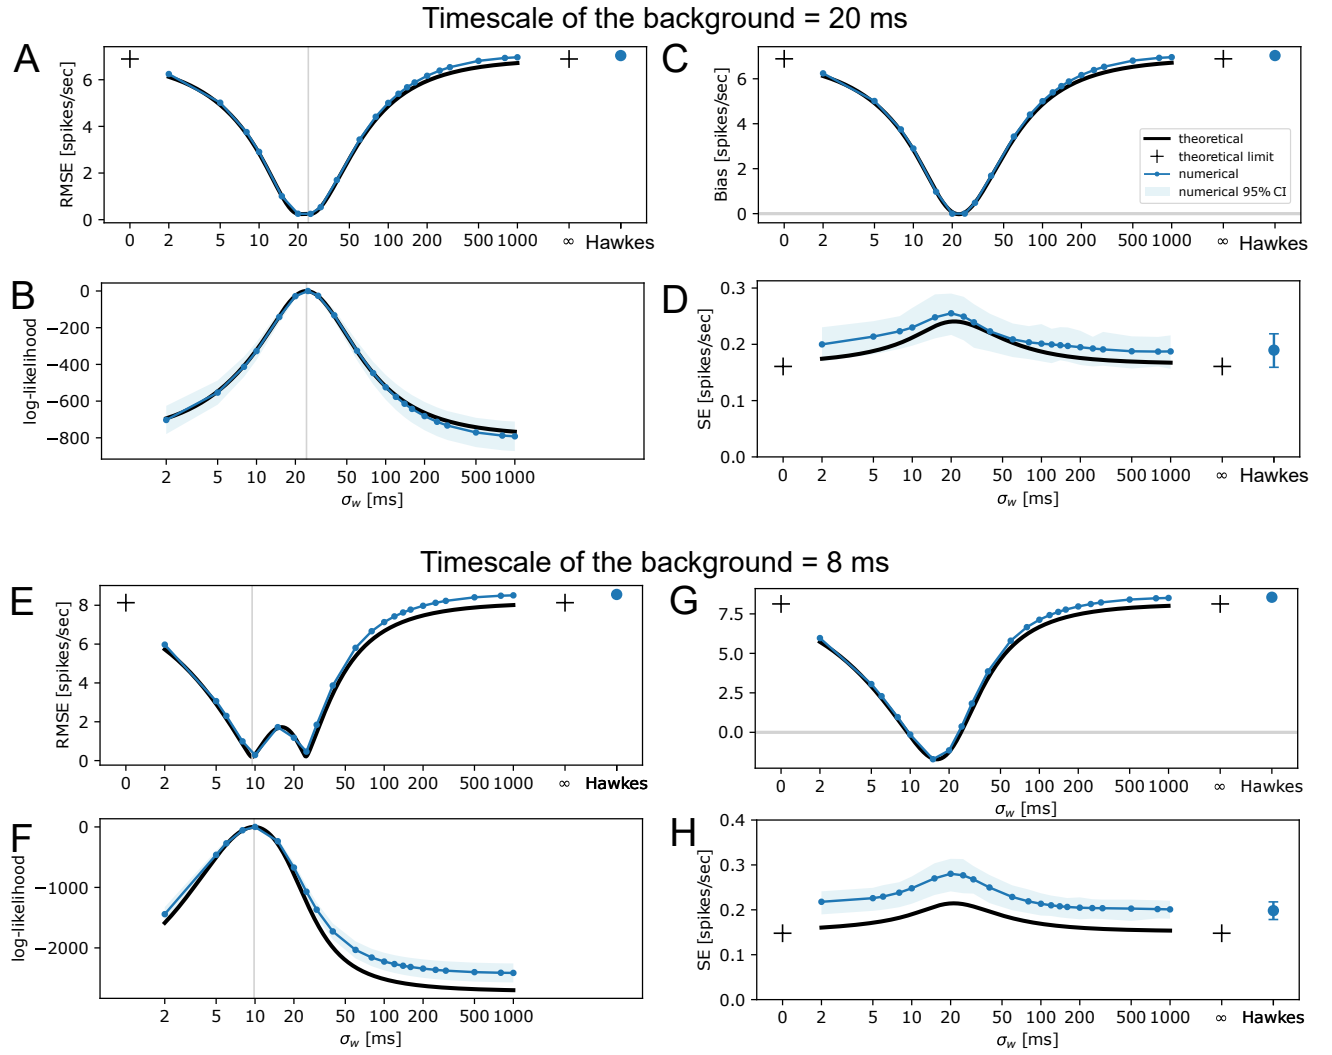 Timescale of the background = 20 ms
A
RMSE [spikes/sec]
6
4
2
0
0 2 5 10 20 50 100 200 500 1000 ∞ Hawkes
C
Bias [spikes/sec]
6
4
2
0
theoretical
theoretical limit
numerical
numerical 95% CI
0 2 5 10 20 50 100 200 500 1000 ∞ Hawkes
B
log-likelihood
0
−200
−400
−600
−800
2 5 10 20 50 100 200 500 1000
σw [ms]
D
SE [spikes/sec]
0.3
0.2
0.1
0.0
0 2 5 10 20 50 100 200 500 1000 ∞ Hawkes
σw [ms]
Timescale of the background = 8 ms
E
RMSE [spikes/sec]
8
6
4
2
0
0 2 5 10 20 50 100 200 500 1000 ∞ Hawkes
G
Bias [spikes/sec]
7.5
5.0
2.5
0.0
0 2 5 10 20 50 100 200 500 1000 ∞ Hawkes
σw [ms]
F
log-likelihood
0
−1000
−2000
2 5 10 20 50 100 200 500 1000
σw [ms]
H
SE [spikes/sec]
0.4
0.3
0.2
0.1
0.0
0 2 5 10 20 50 100 200 500 1000 ∞ Hawkes
σw [ms]